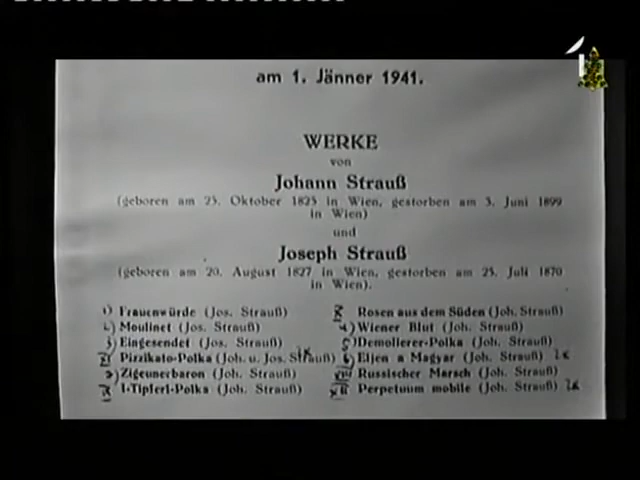 am 1. Jänner 1941.
WERKE
von
Johann Strauß
(geboren am 25. Oktober 1825 in Wien, gestorben am 3. Juni 1899
in Wien)
und
Joseph Strauß
(geboren am 20. August 1827 in Wien, gestorben am 25. Juli 1870
in Wien).
1) Frauenwürde (Jos. Strauß)
Moulinet (Jos. Strauß)
3) Eingesendet (Jos. Strauß)
Pizzikato-Polka (Joh. u. Jos. Strauß)
Zigeunerbaron (Joh. Strauß)
'I-Tipferl-Polka (Joh. Strauß)
Rosen aus dem Süden (Joh. Strauß)
Wiener Blut (Joh. Strauß)
Demolierer-Polka (Joh. Strauß)
Eljen a Magyar (Joh. Strauß)
Russischer Marsch (Joh. Strauß)
Perpetuum mobile (Joh. Strauß)
1